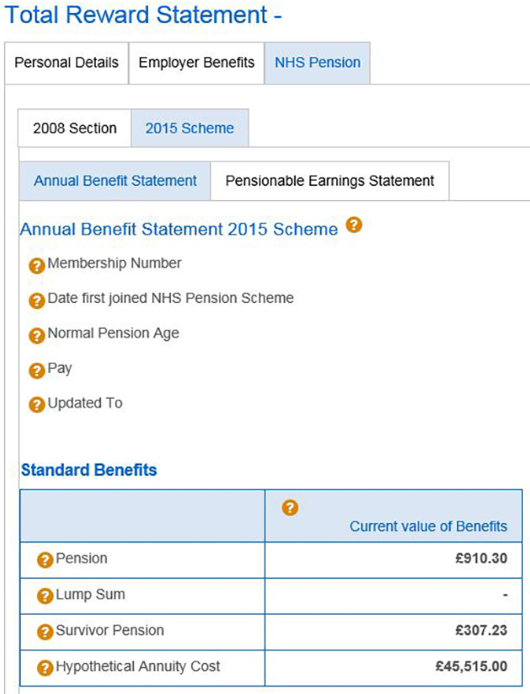 Total Reward Statement -
Personal Details Employer Benefits NHS Pension
2008 Section 2015 Scheme
Annual Benefit Statement Pensionable Earnings Statement
Annual Benefit Statement 2015 Scheme ?
? Membership Number
? Date first joined NHS Pension Scheme
? Normal Pension Age
? Pay
? Updated To
Standard Benefits
?
Current value of Benefits
? Pension £910.30
? Lump Sum -
? Survivor Pension £307.23
? Hypothetical Annuity Cost £45,515.00